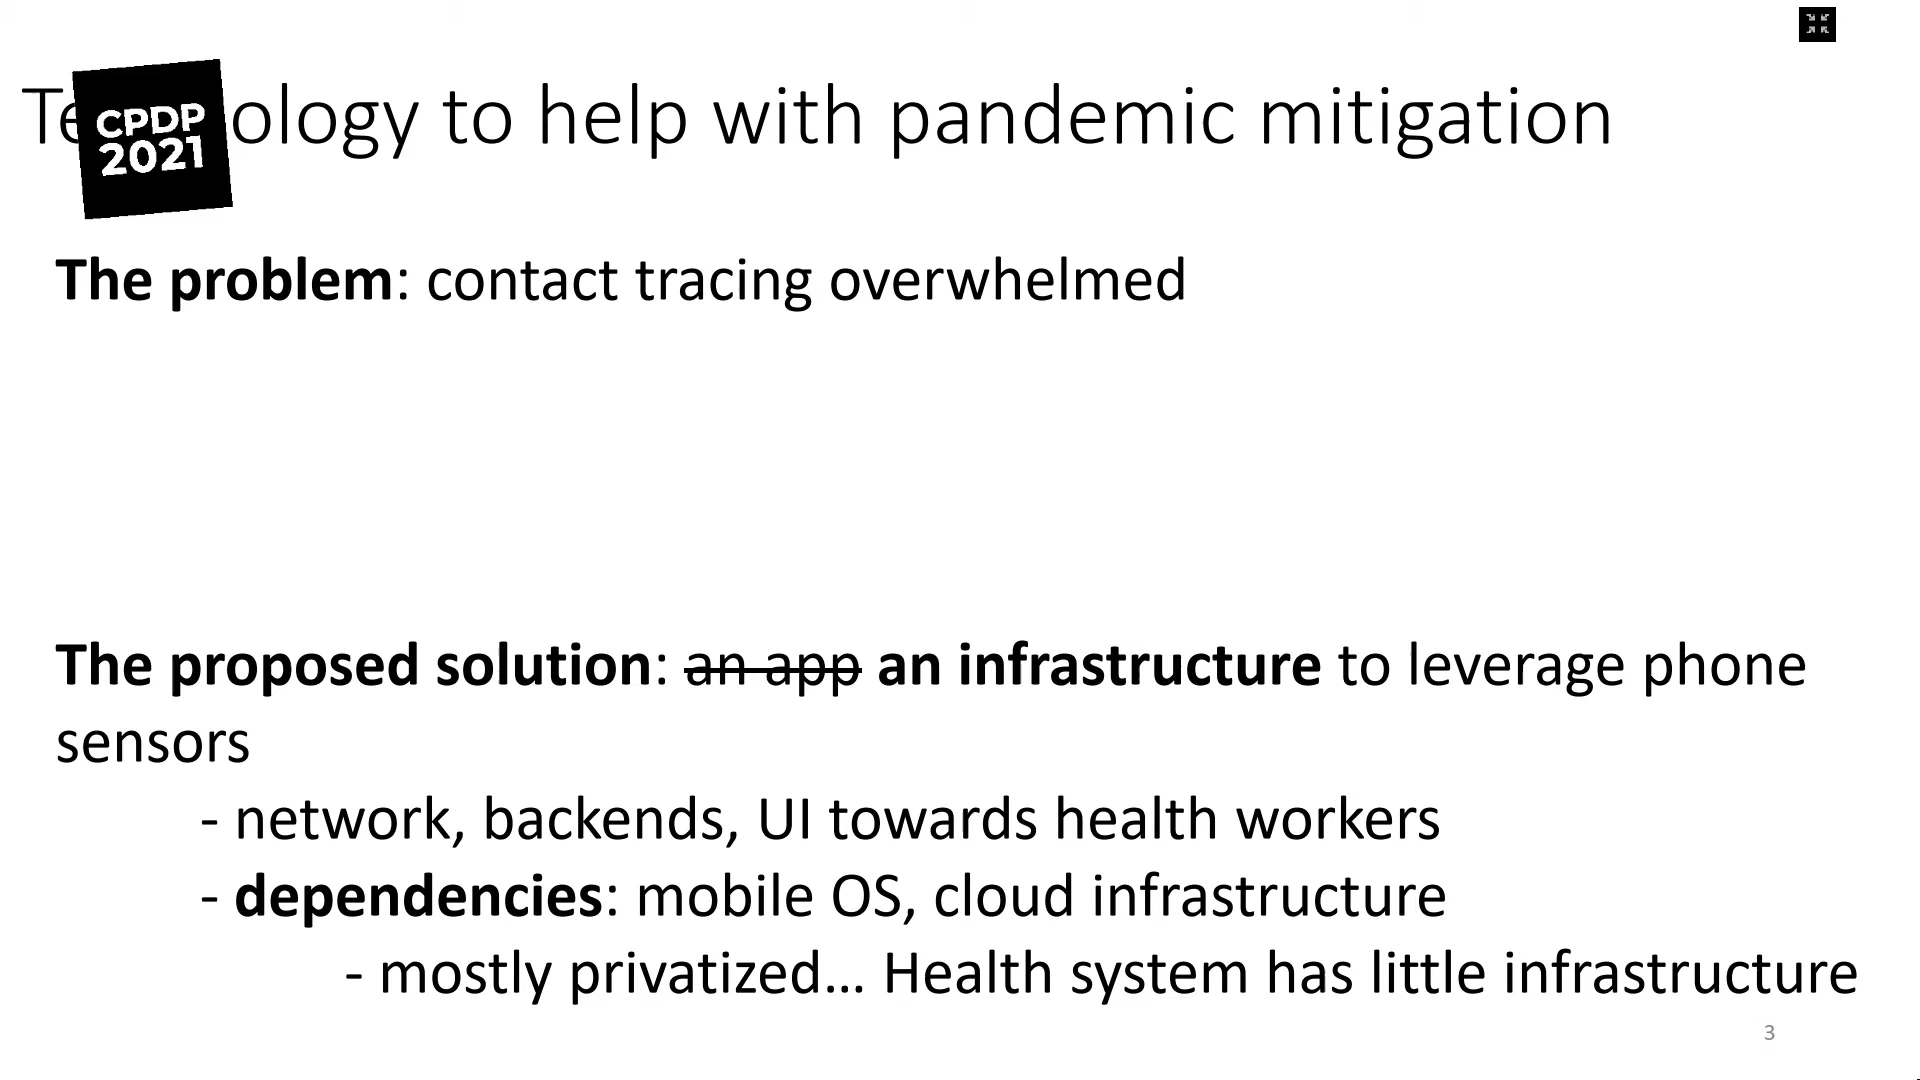 Te ology to help with pandemic mitigation
CPDP
2021
The problem: contact tracing overwhelmed
The proposed solution: an app an infrastructure to leverage phone
sensors
- network, backends, UI towards health workers
- dependencies: mobile OS, cloud infrastructure
- mostly privatized... Health system has little infrastructure
3